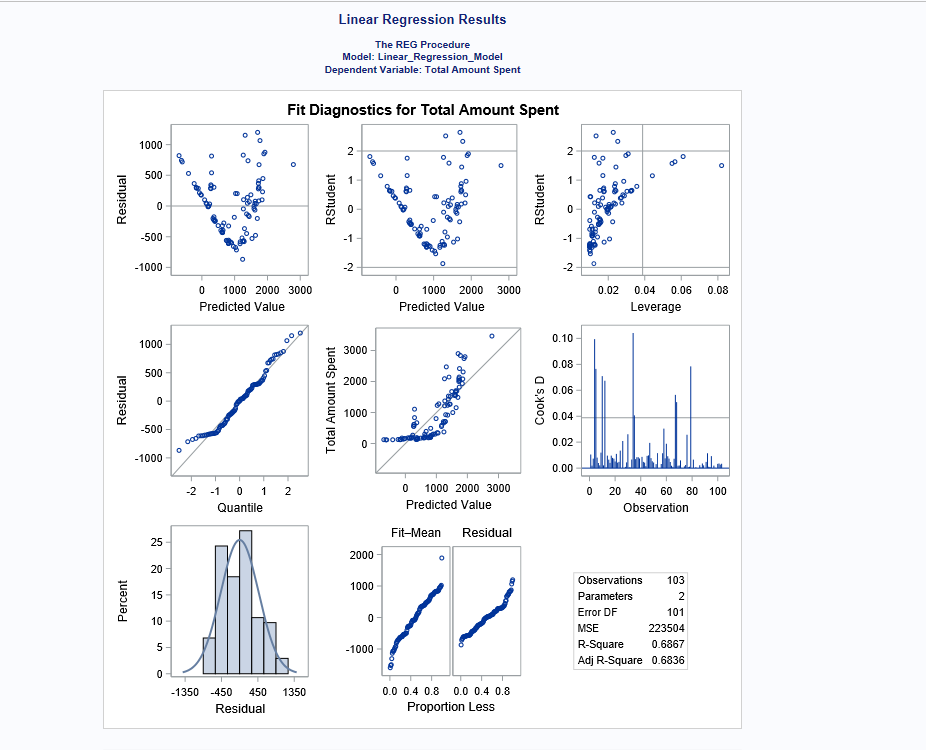 Linear Regression Results
The REG Procedure
Model: Linear_Regression_Model
Dependent Variable: Total Amount Spent
Fit Diagnostics for Total Amount Spent
1000
500
0
-500
-1000
Residual
0 1000 2000 3000
Predicted Value
2
1
0
-1
-2
RStudent
0 1000 2000 3000
Predicted Value
2
1
0
-1
-2
RStudent
0.02 0.04 0.06 0.08
Leverage
1000
500
0
-500
-1000
Residual
-2 -1 0 1 2
Quantile
3000
2000
1000
0
Total Amount Spent
0 1000 2000 3000
Predicted Value
0.10
0.08
0.06
0.04
0.02
0.00
Cook's D
0 20 40 60 80 100
Observation
25
20
15
10
5
0
Percent
-1350 -450 450 1350
Residual
Fit–Mean Residual
2000
1000
0
-1000
0.0 0.4 0.8 0.0 0.4 0.8
Proportion Less
Observations 103
Parameters 2
Error DF 101
MSE 223504
R-Square 0.6867
Adj R-Square 0.6836